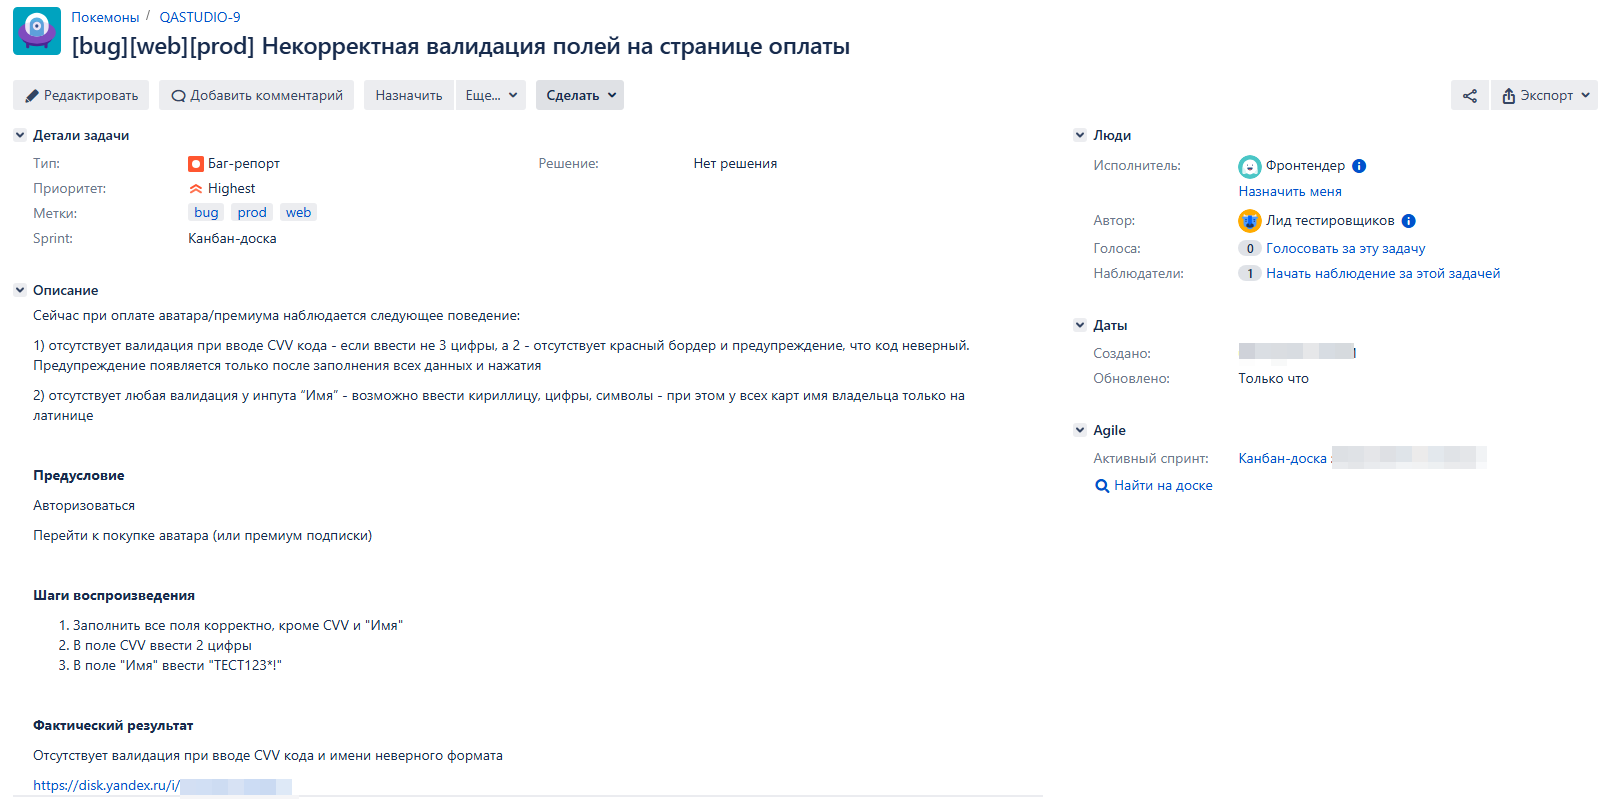 Покемоны / QASTUDIO-9
[bug][web][prod] Некорректная валидация полей на странице оплаты
Редактировать Добавить комментарий Назначить Еще... Сделать Экспорт
Детали задачи
Тип: Баг-репорт Решение: Нет решения
Приоритет: Highest
Метки: bug prod web
Sprint: Канбан-доска
Описание
Сейчас при оплате аватара/премиума наблюдается следующее поведение:
1) отсутствует валидация при вводе CVV кода - если ввести не 3 цифры, а 2 - отсутствует красный бордер и предупреждение, что код неверный.
Предупреждение появляется только после заполнения всех данных и нажатия
2) отсутствует любая валидация у инпута “Имя” - возможно ввести кириллицу, цифры, символы - при этом у всех карт имя владельца только на
латинице
Предусловие
Авторизоваться
Перейти к покупке аватара (или премиум подписки)
Шаги воспроизведения
1. Заполнить все поля корректно, кроме CVV и "Имя"
2. В поле CVV ввести 2 цифры
3. В поле "Имя" ввести "ТЕСТ123*!"
Фактический результат
Отсутствует валидация при вводе CVV кода и имени неверного формата
https://disk.yandex.ru/i/
Люди
Исполнитель: Фронтендер
Назначить меня
Автор: Лид тестировщиков
Голоса: 0 Голосовать за эту задачу
Наблюдатели: 1 Начать наблюдение за этой задачей
Даты
Создано:
Обновлено: Только что
Agile
Активный спринт: Канбан-доска
Найти на доске